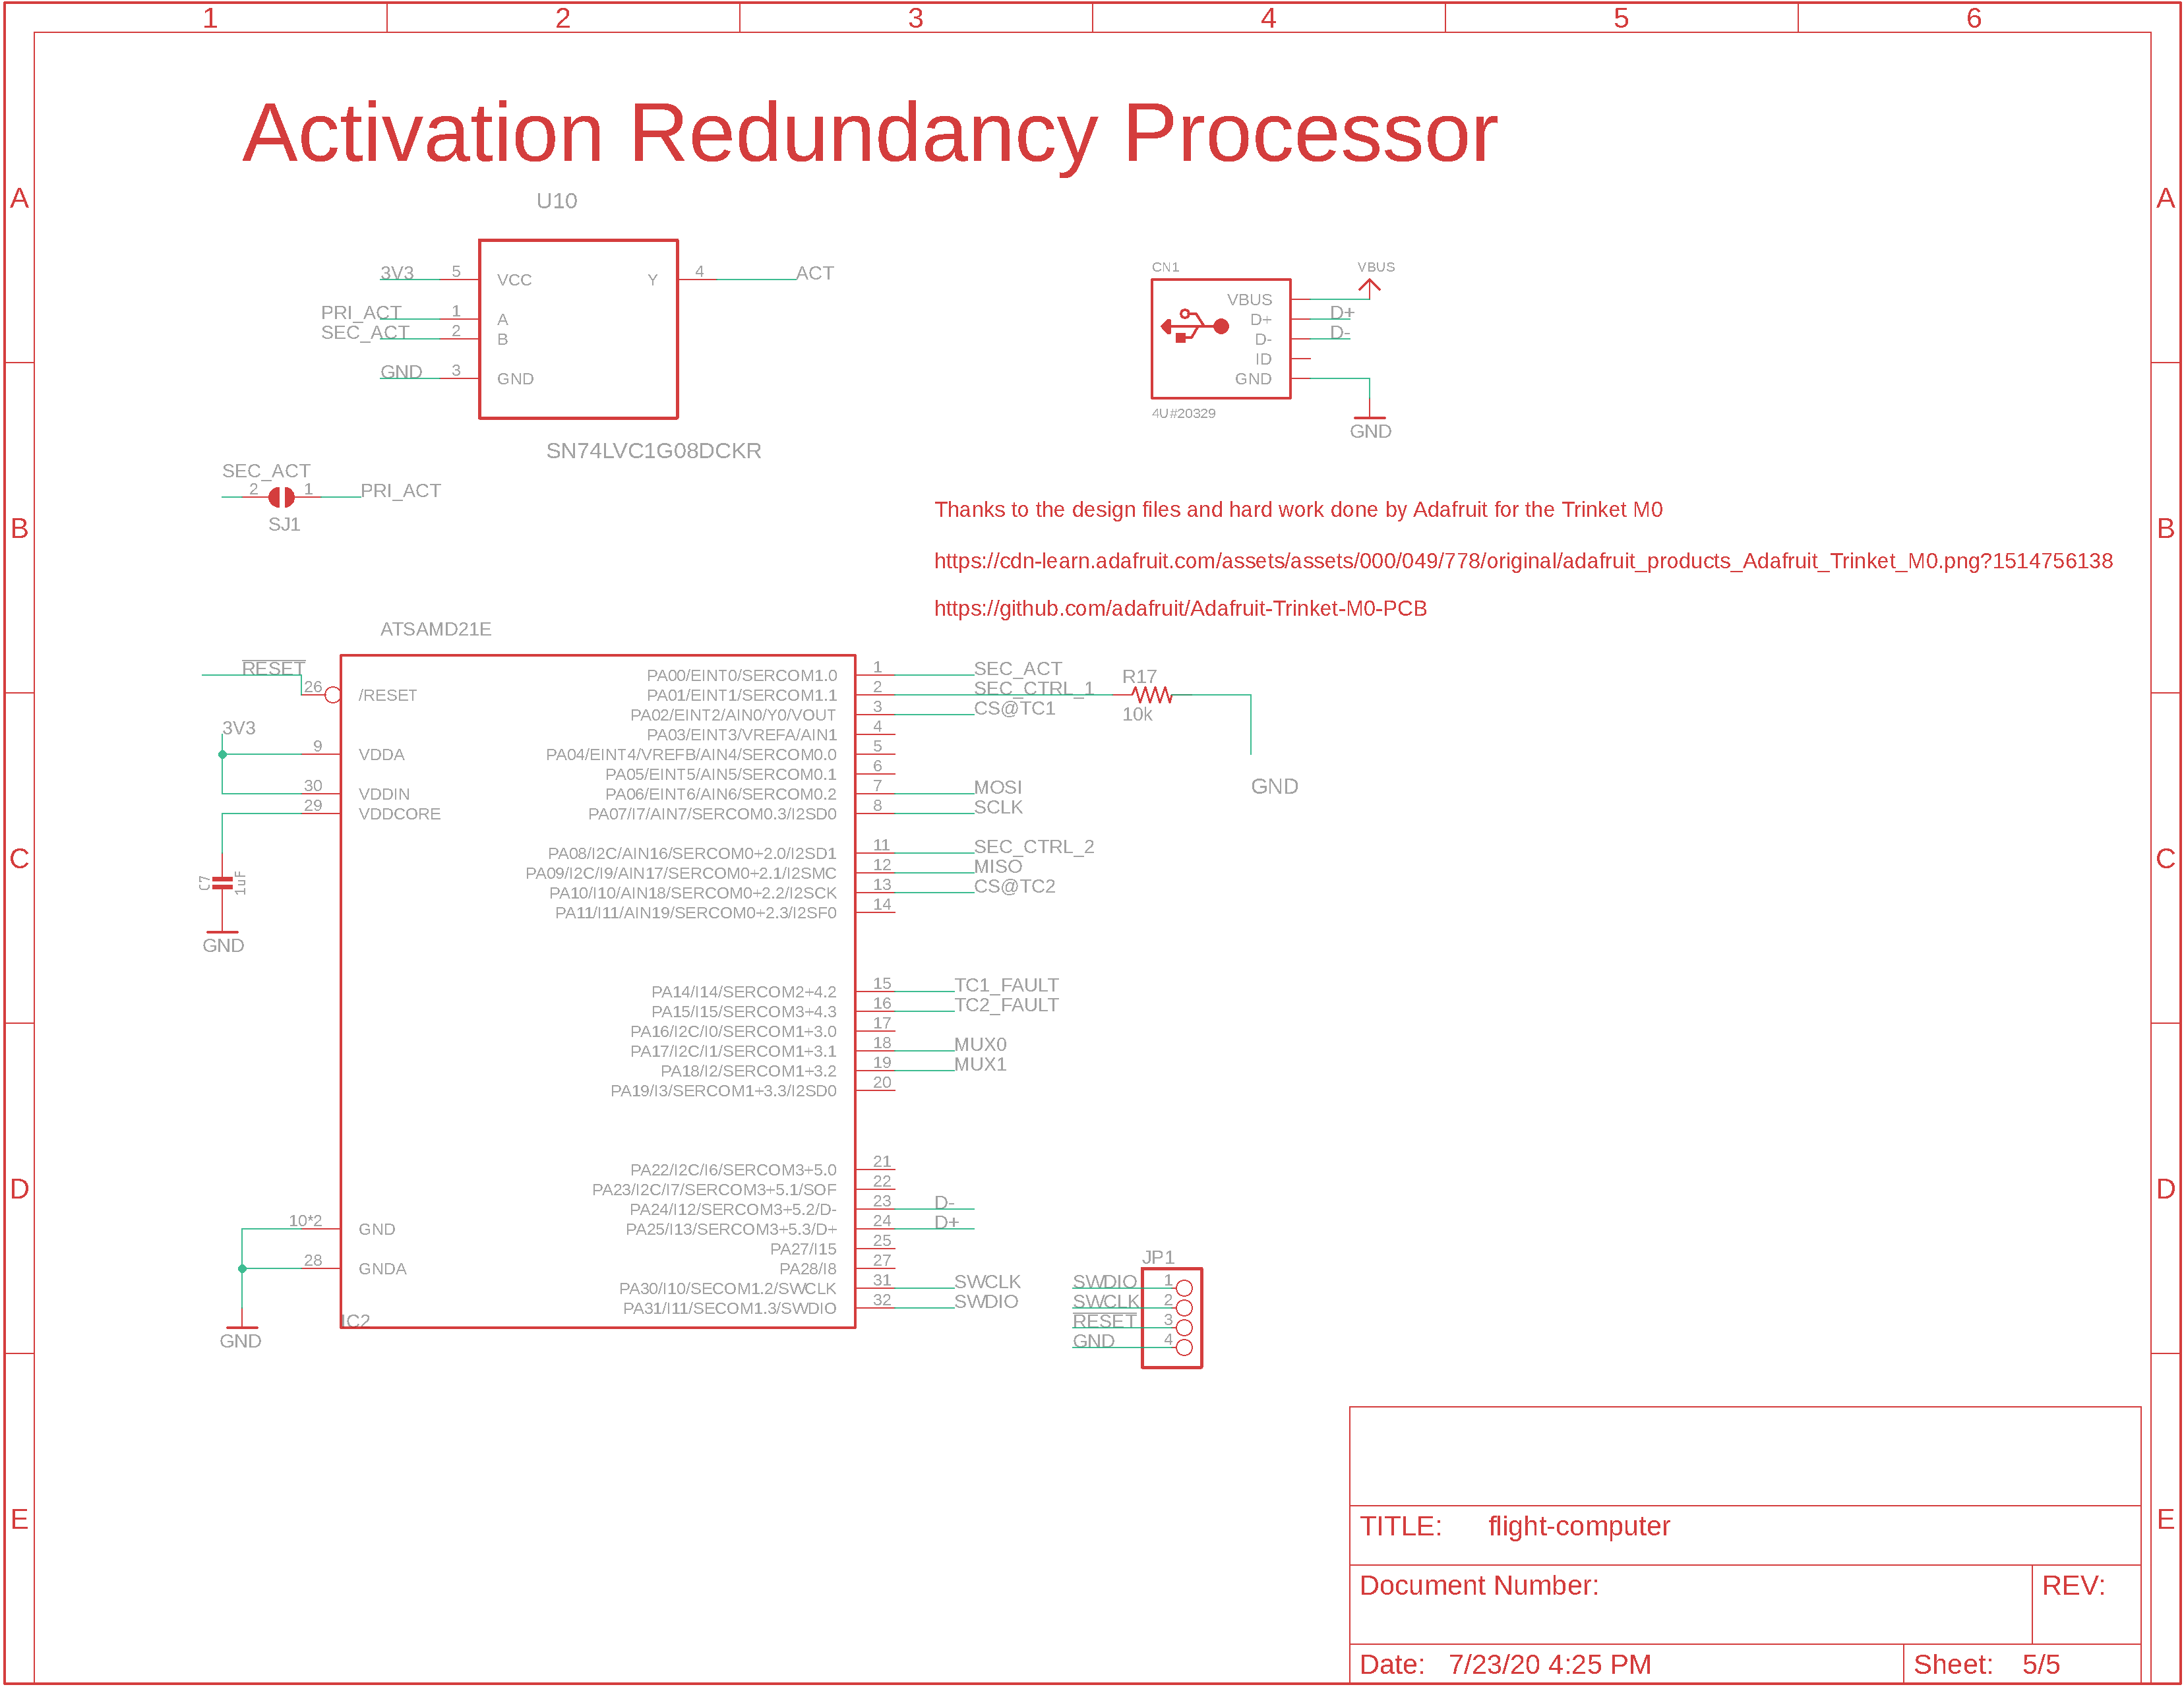 1 2 3 4 5 6
Activation Redundancy Processor
A A
U10
3V3 5 VCC Y 4 ACT
PRI_ACT 1 A
SEC_ACT 2 B
GND 3 GND
SN74LVC1G08DCKR
CN1 VBUS
VBUS
D+ D+
D- D-
ID
GND
4U#20329
GND
SEC_ACT
2 1 PRI_ACT
SJ1
B B
Thanks to the design files and hard work done by Adafruit for the Trinket M0
https://cdn-learn.adafruit.com/assets/assets/000/049/778/original/adafruit_products_Adafruit_Trinket_M0.png?1514756138
https://github.com/adafruit/Adafruit-Trinket-M0-PCB
ATSAMD21E
RESET 26 /RESET
3V3
9 VDDA
30 VDDIN
29 VDDCORE
C7 1uF
GND
10*2 GND
28 GNDA
GND
IC2
PA00/EINT0/SERCOM1.0 1 SEC_ACT
PA01/EINT1/SERCOM1.1 2 SEC_CTRL_1
PA02/EINT2/AIN0/Y0/VOUT 3 CS@TC1
PA03/EINT3/VREFA/AIN1 4
PA04/EINT4/VREFB/AIN4/SERCOM0.0 5
PA05/EINT5/AIN5/SERCOM0.1 6
PA06/EINT6/AIN6/SERCOM0.2 7 MOSI
PA07/I7/AIN7/SERCOM0.3/I2SD0 8 SCLK
PA08/I2C/AIN16/SERCOM0+2.0/I2SD1 11 SEC_CTRL_2
PA09/I2C/I9/AIN17/SERCOM0+2.1/I2SMC 12 MISO
PA10/I10/AIN18/SERCOM0+2.2/I2SCK 13 CS@TC2
PA11/I11/AIN19/SERCOM0+2.3/I2SF0 14
PA14/I14/SERCOM2+4.2 15 TC1_FAULT
PA15/I15/SERCOM3+4.3 16 TC2_FAULT
PA16/I2C/I0/SERCOM1+3.0 17
PA17/I2C/I1/SERCOM1+3.1 18 MUX0
PA18/I2/SERCOM1+3.2 19 MUX1
PA19/I3/SERCOM1+3.3/I2SD0 20
PA22/I2C/I6/SERCOM3+5.0 21
PA23/I2C/I7/SERCOM3+5.1/SOF 22
PA24/I12/SERCOM3+5.2/D- 23 D-
PA25/I13/SERCOM3+5.3/D+ 24 D+
PA27/I15 25
PA28/I8 27
PA30/I10/SECOM1.2/SWCLK 31 SWCLK
PA31/I11/SECOM1.3/SWDIO 32 SWDIO
R17
10k
GND
C C
D D
JP1
SWDIO 1
SWCLK 2
RESET 3
GND 4
E E
TITLE: flight-computer
Document Number: REV:
Date: 7/23/20 4:25 PM Sheet: 5/5